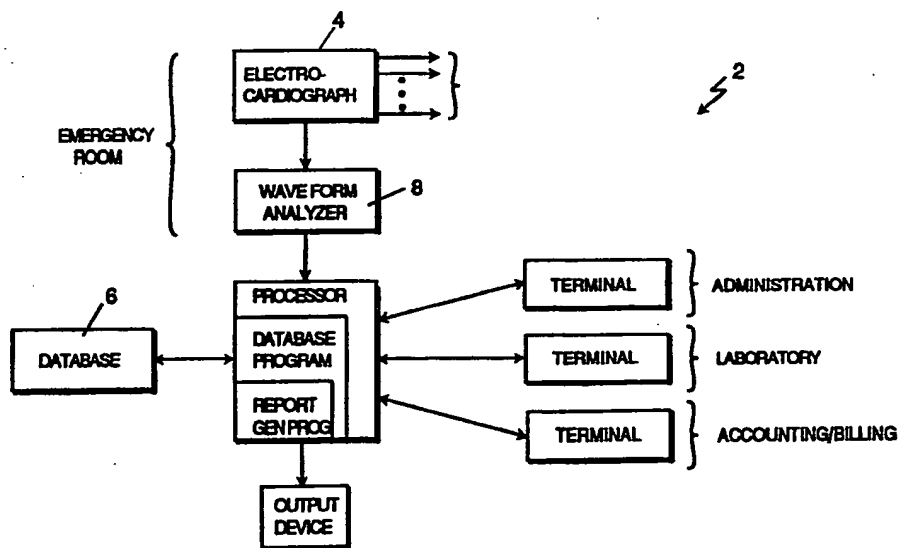 4
ELECTRO-
CARDIOGRAPH
2
EMERGENCY
ROOM
WAVE FORM
ANALYZER
8
PROCESSOR
DATABASE
PROGRAM
REPORT
GEN PROG
6
DATABASE
TERMINAL
ADMINISTRATION
TERMINAL
LABORATORY
TERMINAL
ACCOUNTING/BILLING
OUTPUT
DEVICE